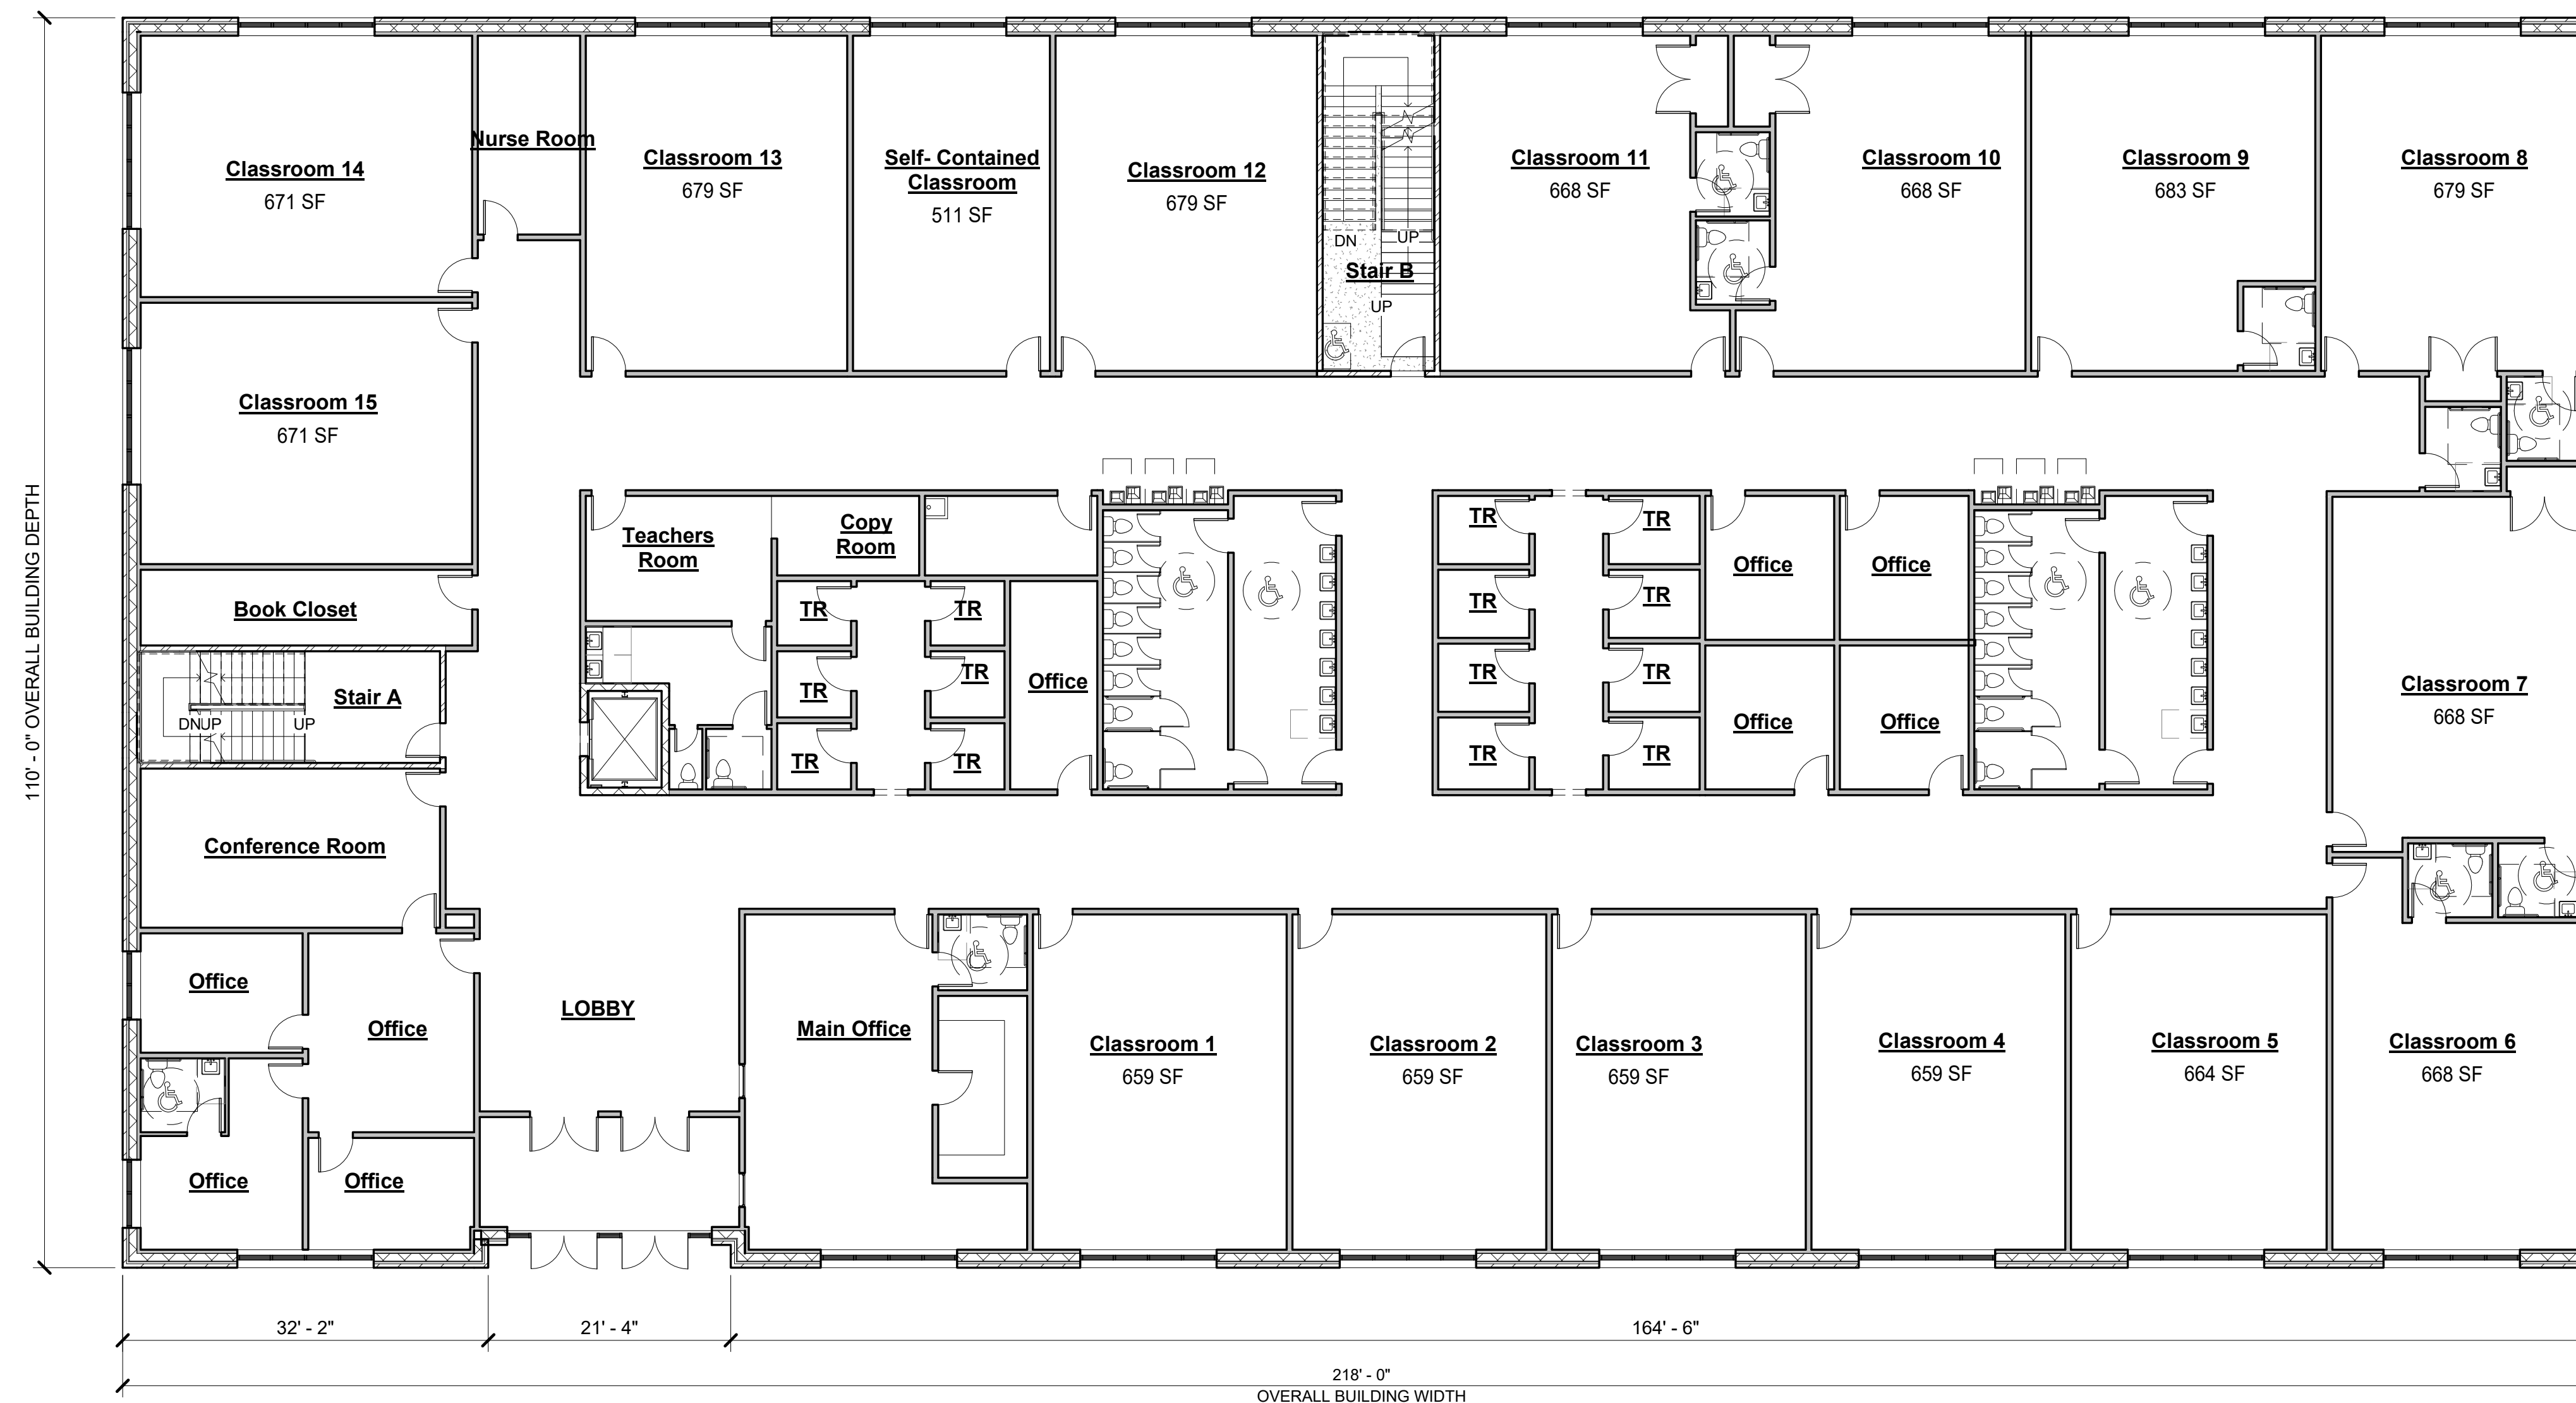 Classroom 14
671 SF
Nurse Room
Classroom 13
679 SF
Self- Contained
Classroom
511 SF
Classroom 12
679 SF
DN
UP
Stair B
UP
Classroom 11
668 SF
Classroom 10
668 SF
Classroom 9
683 SF
Classroom 8
679 SF
110' - 0" OVERALL BUILDING DEPTH
Classroom 15
671 SF
Book Closet
Stair A
DN
UP
UP
Conference Room
Teachers
Room
Copy
Room
TR
TR
TR
TR
TR
TR
Office
TR
TR
TR
TR
TR
TR
TR
TR
Office
Office
Office
Office
Classroom 7
668 SF
Office
Office
Office
Office
LOBBY
Main Office
Classroom 1
659 SF
Classroom 2
659 SF
Classroom 3
659 SF
Classroom 4
659 SF
Classroom 5
664 SF
Classroom 6
668 SF
32' - 2"
21' - 4"
164' - 6"
218' - 0"
OVERALL BUILDING WIDTH